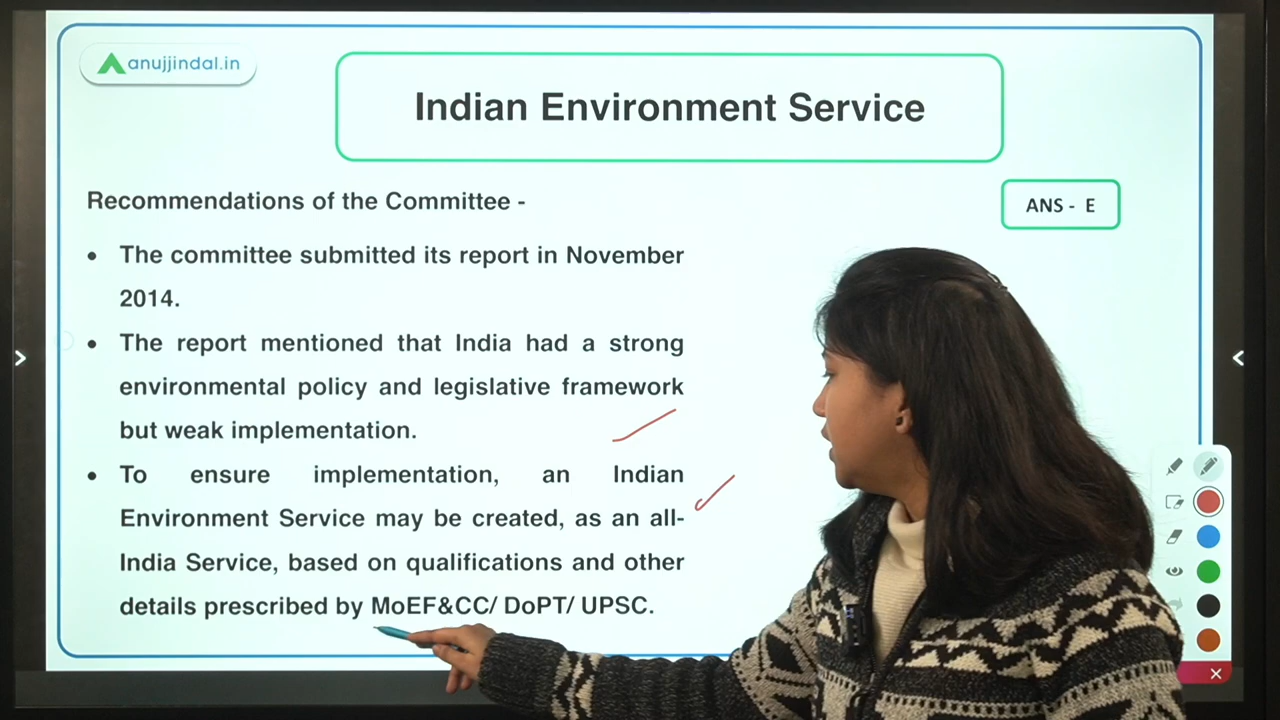 anujjindal.in
Indian Environment Service
Recommendations of the Committee -
ANS - E
• The committee submitted its report in November
2014.
• The report mentioned that India had a strong
environmental policy and legislative framework
but weak implementation.
• To ensure implementation, an Indian
Environment Service may be created, as an all-
India Service, based on qualifications and other
details prescribed by MoEF&CC/ DoPT/ UPSC.